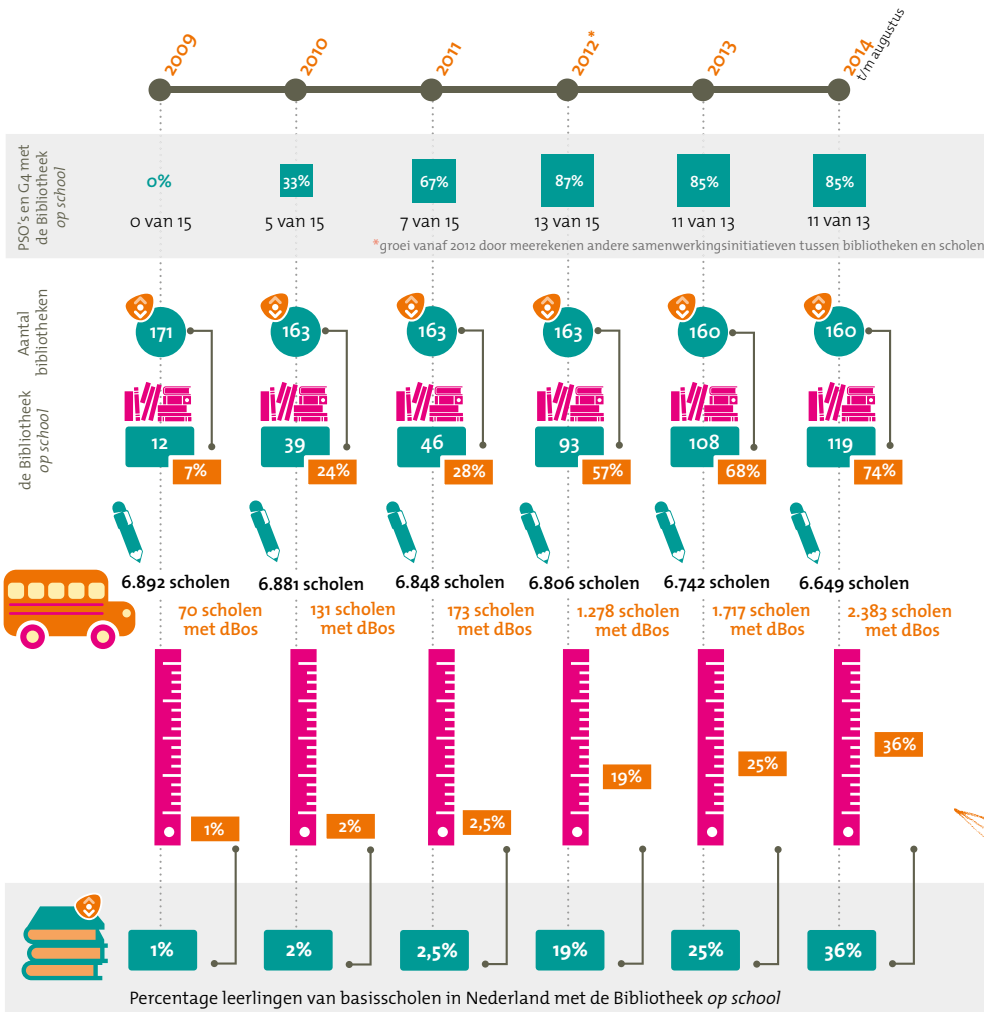 2009 2010 2011 2012* 2013 2014 t/m augustus
PSO's en G4 met
de Bibliotheek
op school
0% 33% 67% 87% 85% 85%
0 van 15 5 van 15 7 van 15 13 van 15 11 van 13 11 van 13
*groei vanaf 2012 door meerekenen andere samenwerkingsinitiatieven tussen bibliotheken en scholen
Aantal
bibliotheken
171 163 163 163 160 160
de Bibliotheek
op school
12 39 46 93 108 119
7% 24% 28% 57% 68% 74%
6.892 scholen 6.881 scholen 6.848 scholen 6.806 scholen 6.742 scholen 6.649 scholen
70 scholen 131 scholen 173 scholen 1.278 scholen 1.717 scholen 2.383 scholen
met dBos met dBos met dBos met dBos met dBos met dBos
36%
25%
19%
2,5%
2%
1%
1% 2% 2,5% 19% 25% 36%
Percentage leerlingen van basisscholen in Nederland met de Bibliotheek op school